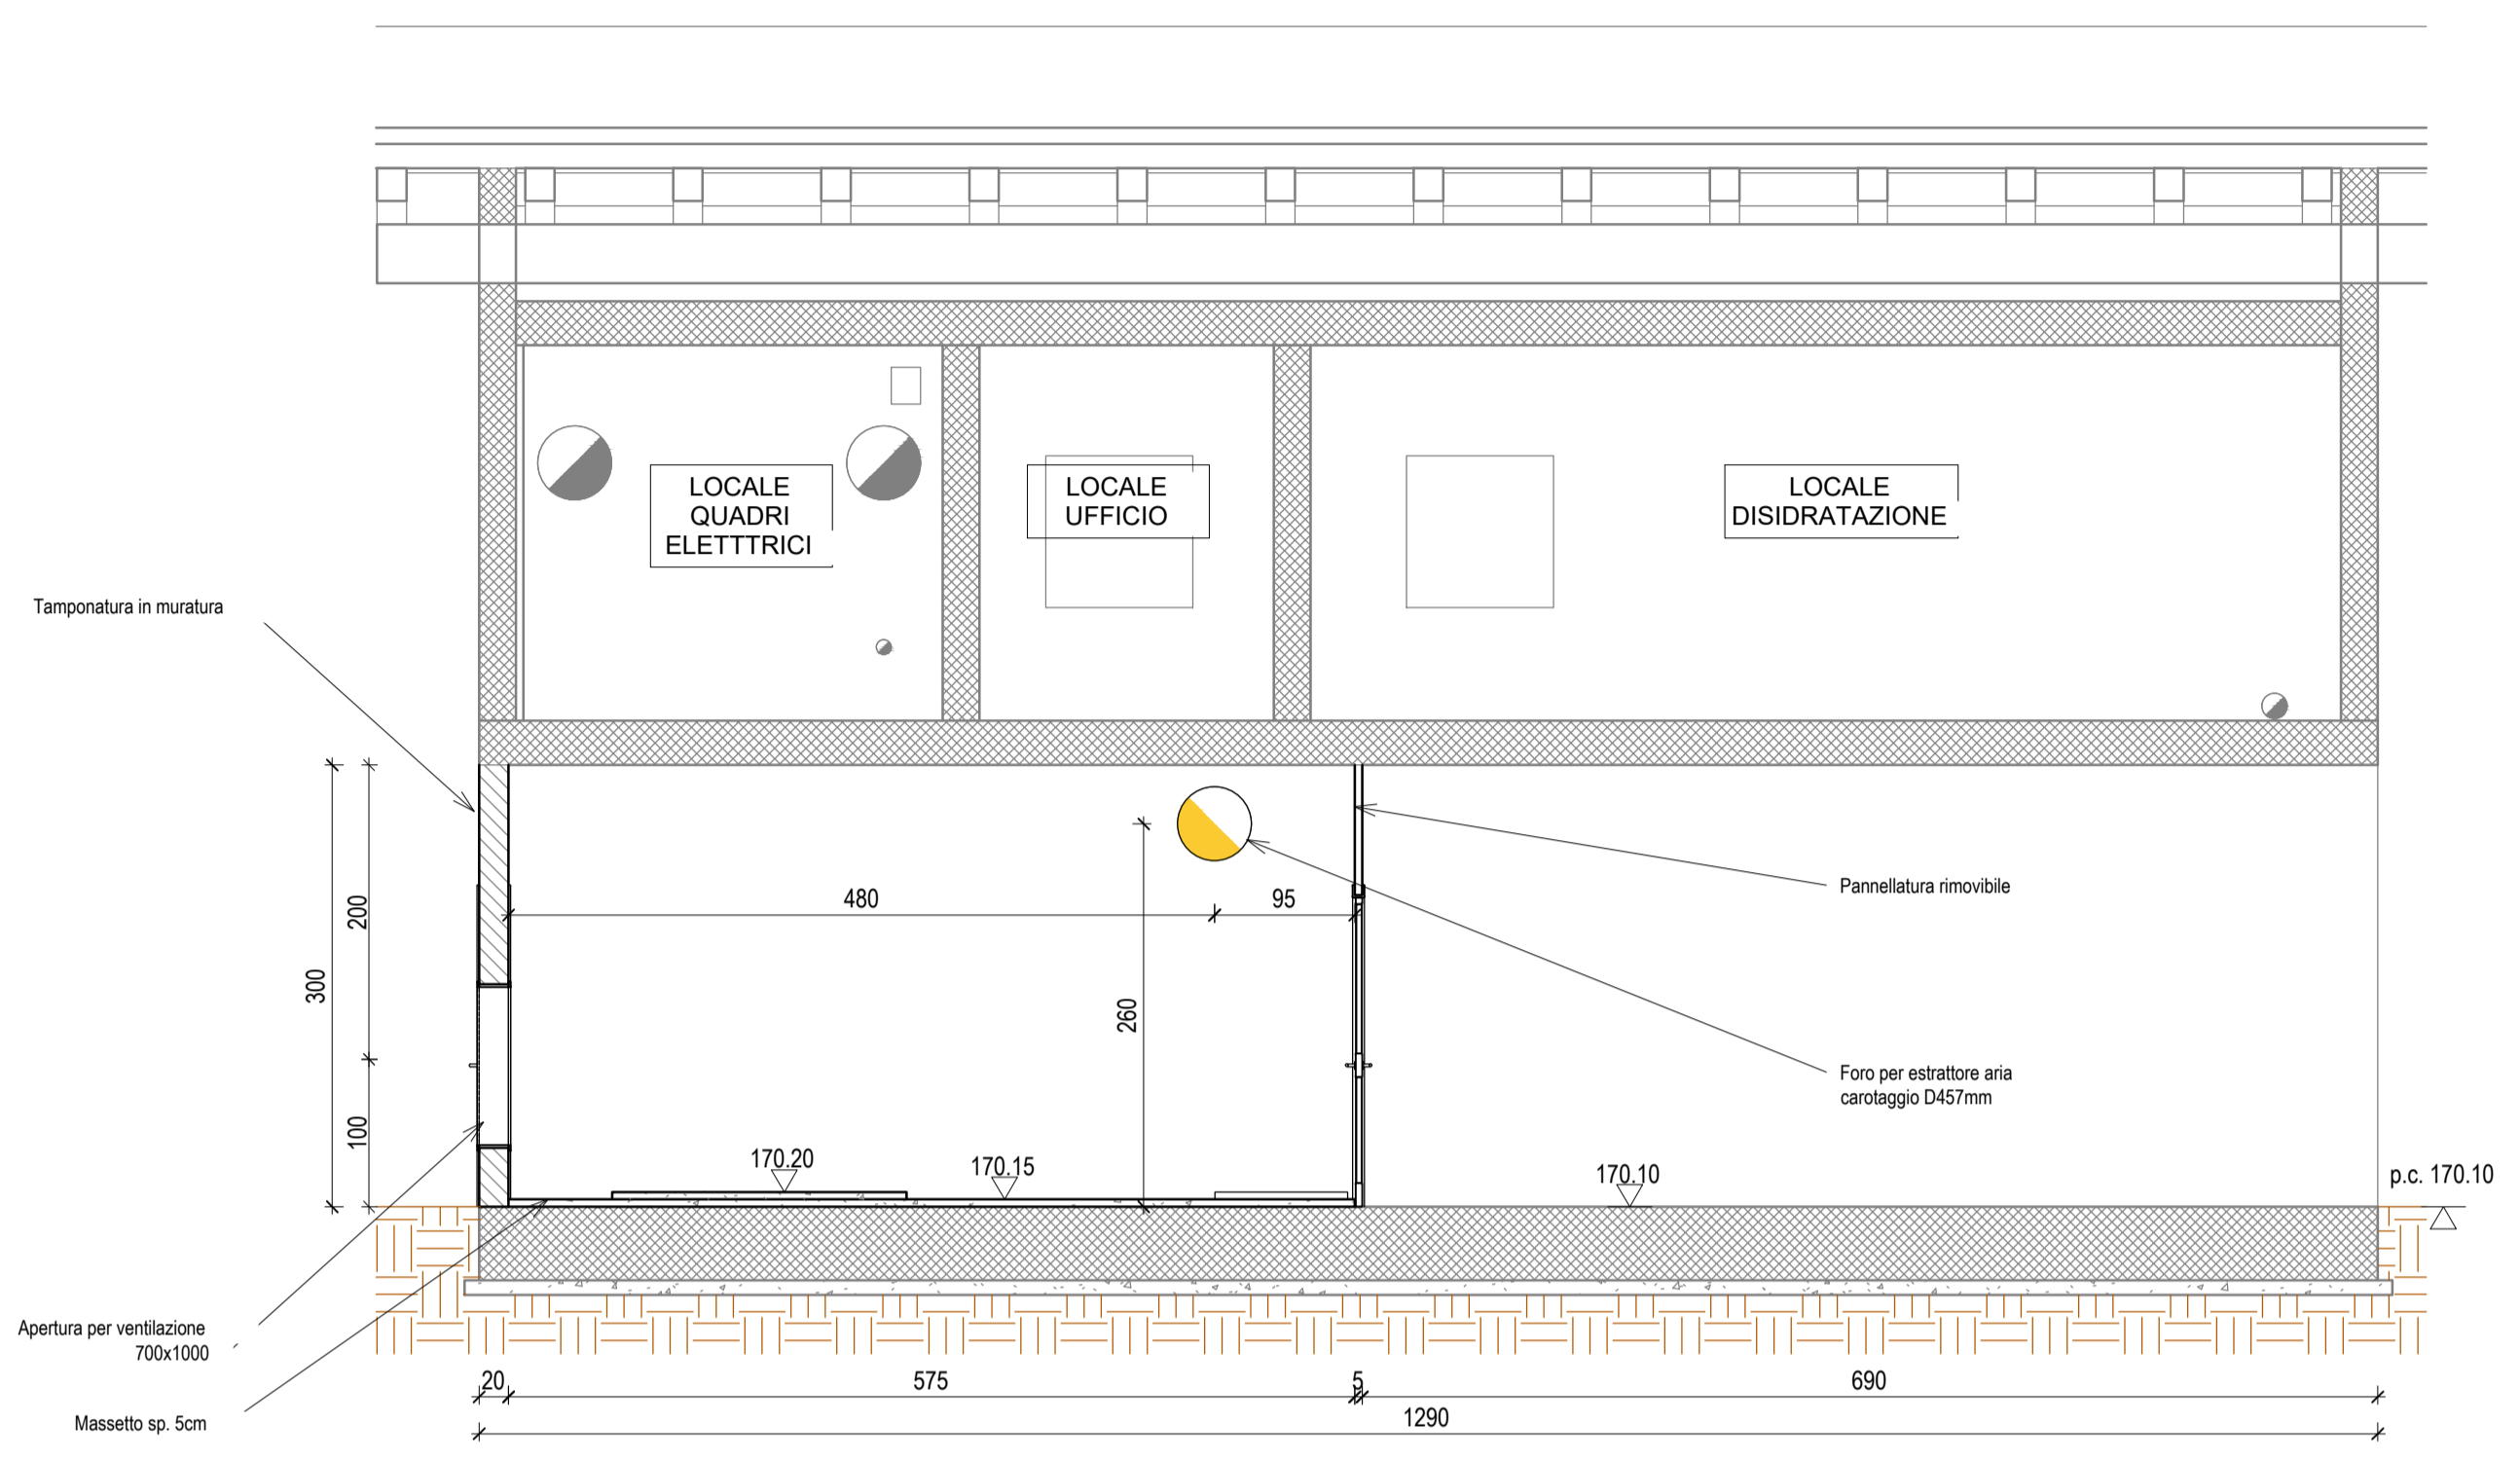 LOCALE
QUADRI
ELETTTRICI
LOCALE
UFFICIO
LOCALE
DISIDRATAZIONE
Tamponatura in muratura
Pannellatura rimovibile
480
95
200
300
260
100
Foro per estrattore aria
carotaggio D457mm
170.20
170.15
170.10
p.c. 170.10
Apertura per ventilazione
700x1000
Massetto sp. 5cm
20
575
5
690
1290